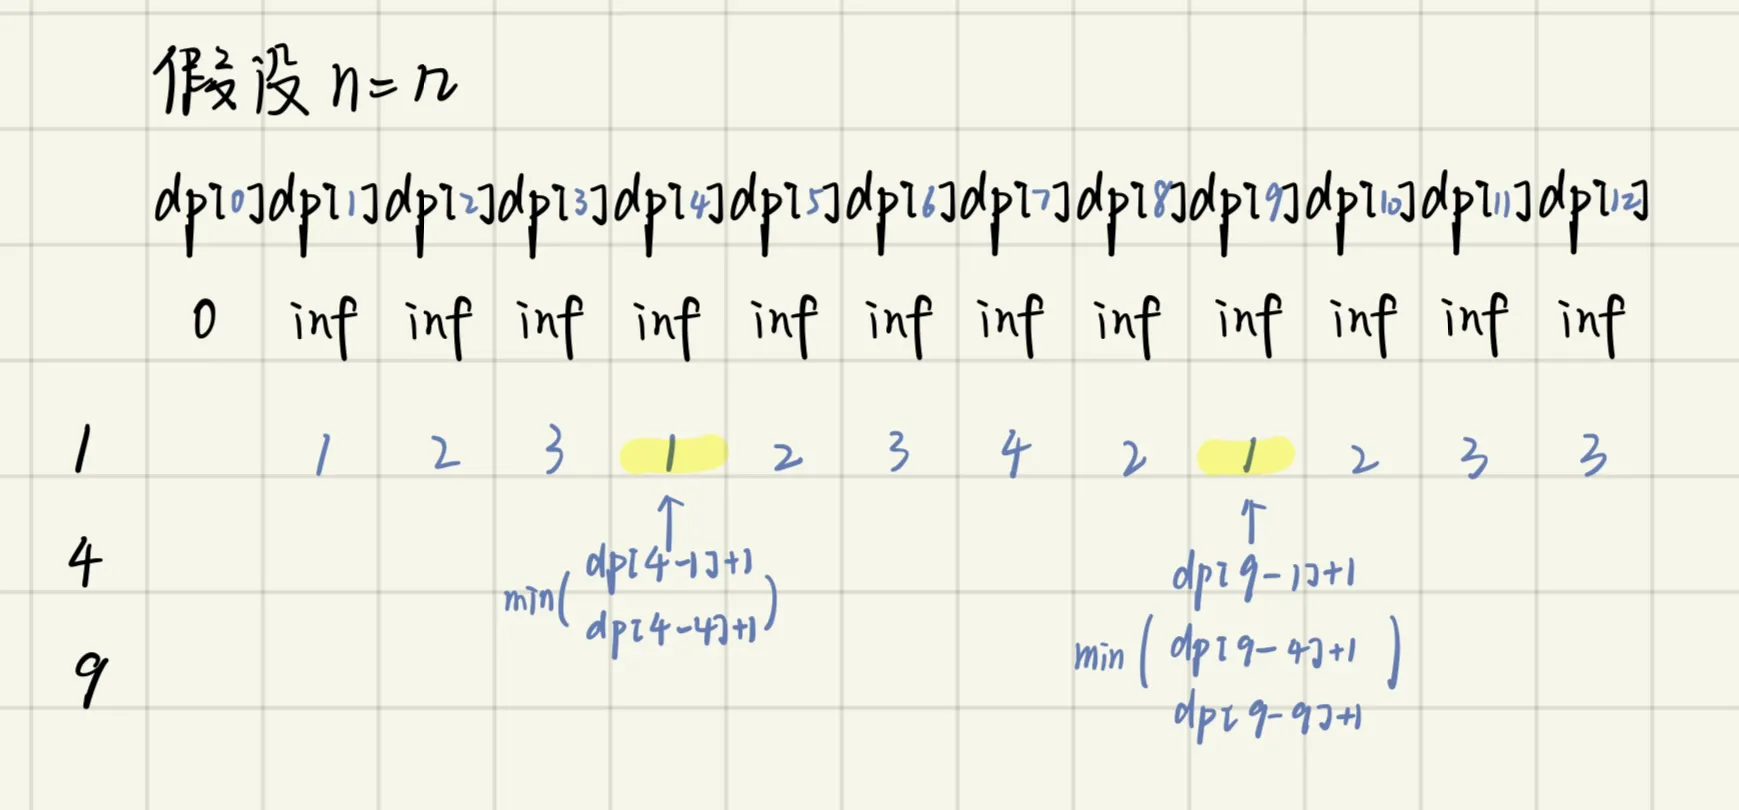 假设 n=12
dp[0] dp[1] dp[2] dp[3] dp[4] dp[5] dp[6] dp[7] dp[8] dp[9] dp[10] dp[11] dp[12]
0 inf inf inf inf inf inf inf inf inf inf inf inf
1 1 2 3 1 2 3 4 2 1 2 3 3
4
9
↑
min( dp[4-1]+1
dp[4-4]+1 )
↑
dp[9-1]+1
min( dp[9-4]+1 )
dp[9-9]+1